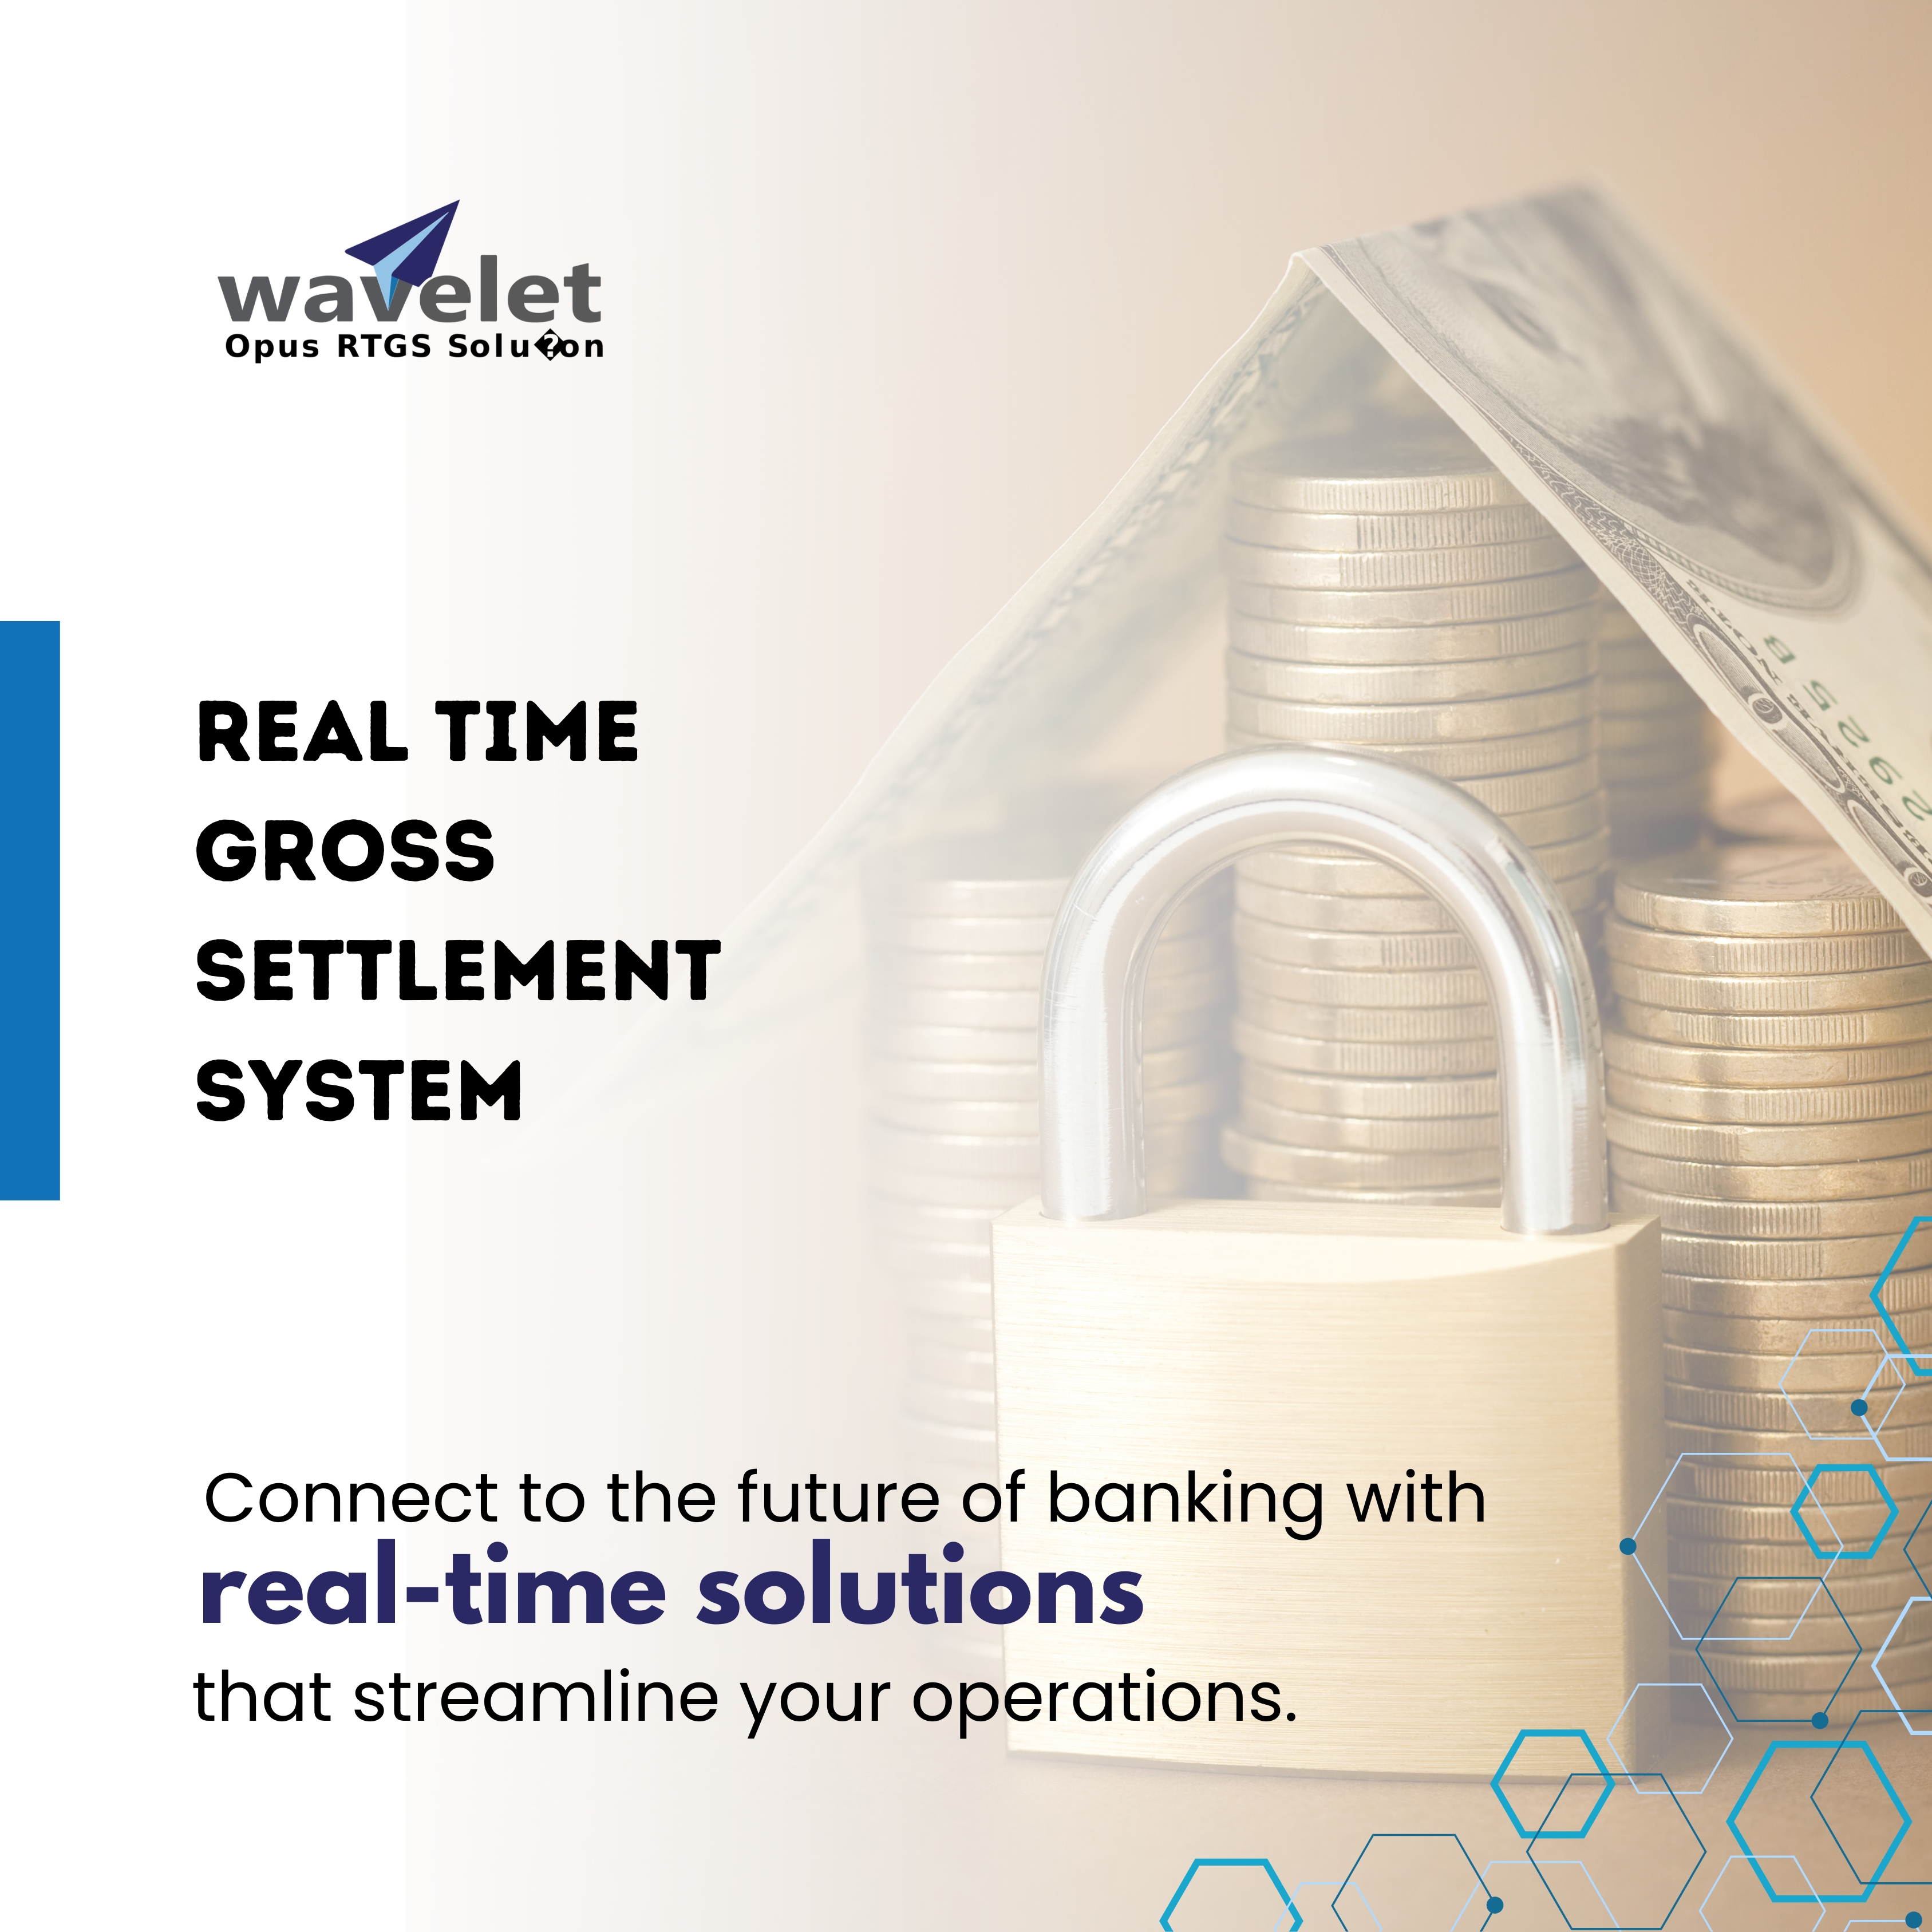 wavelet
Opus RTGS Solu�on
REAL TIME
GROSS
SETTLEMENT
SYSTEM
Connect to the future of banking with
real-time solutions
that streamline your operations.